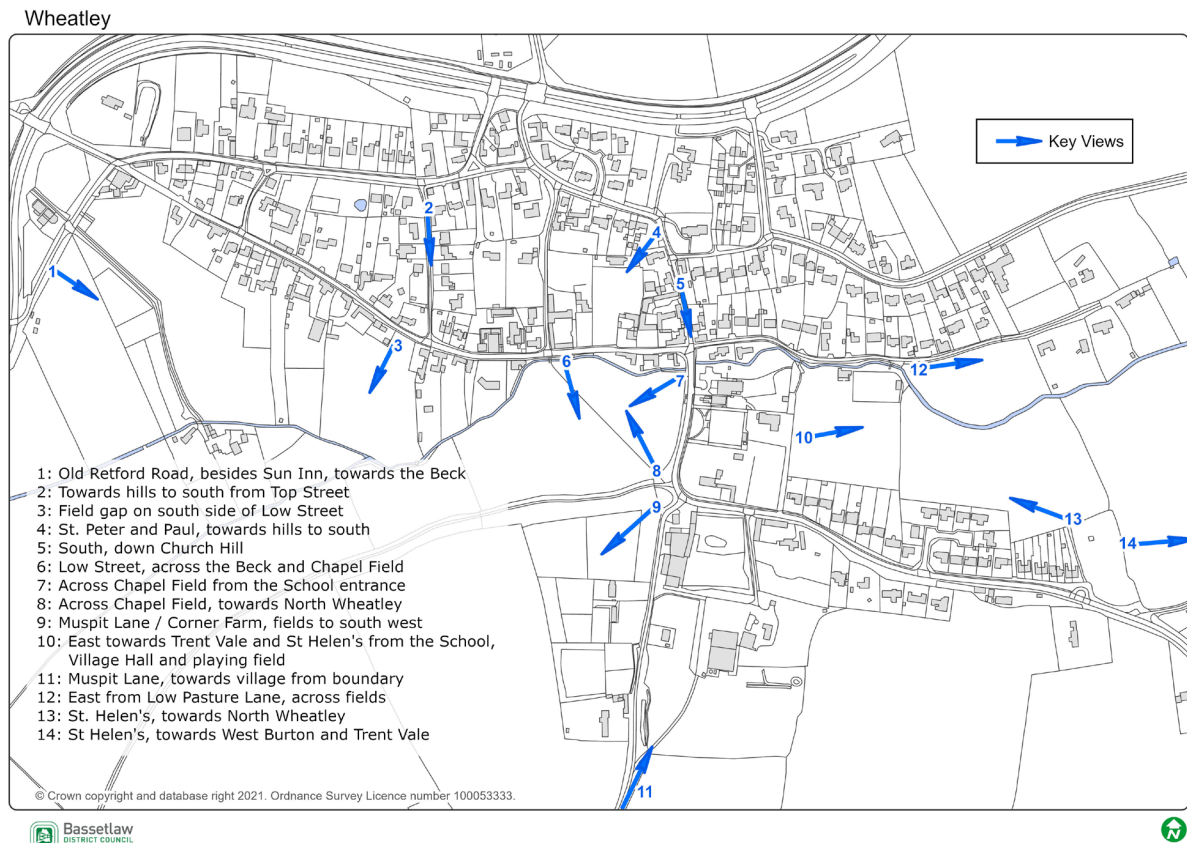 Wheatley
Key Views
1
2
3
4
5
6
7
8
9
10
11
12
13
14
1: Old Retford Road, besides Sun Inn, towards the Beck
2: Towards hills to south from Top Street
3: Field gap on south side of Low Street
4: St. Peter and Paul, towards hills to south
5: South, down Church Hill
6: Low Street, across the Beck and Chapel Field
7: Across Chapel Field from the School entrance
8: Across Chapel Field, towards North Wheatley
9: Muspit Lane / Corner Farm, fields to south west
10: East towards Trent Vale and St Helen's from the School,
Village Hall and playing field
11: Muspit Lane, towards village from boundary
12: East from Low Pasture Lane, across fields
13: St. Helen's, towards North Wheatley
14: St Helen's, towards West Burton and Trent Vale
© Crown copyright and database right 2021. Ordnance Survey Licence number 100053333.
Bassetlaw
DISTRICT COUNCIL
N